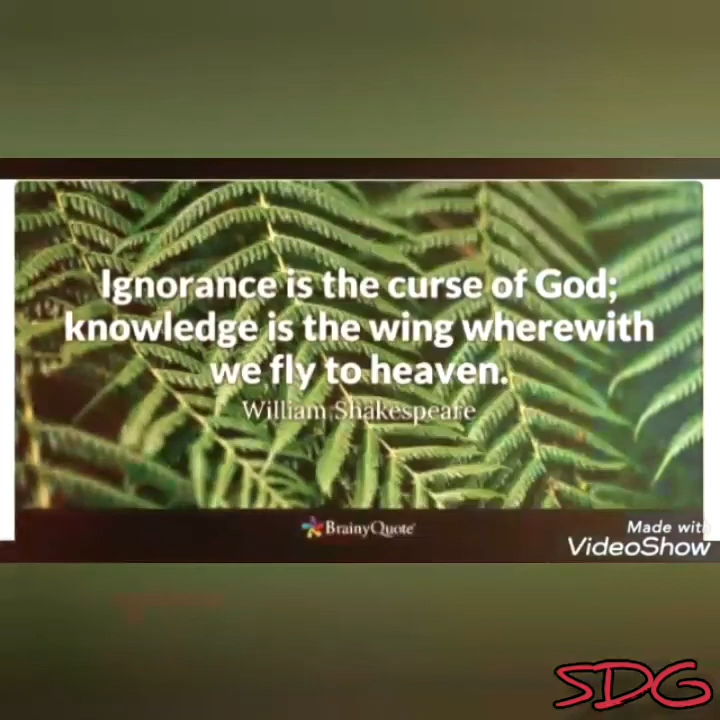 Ignorance is the curse of God;
knowledge is the wing wherewith
we fly to heaven.
William Shakespeare
BrainyQuote
Made with
VideoShow
SDG